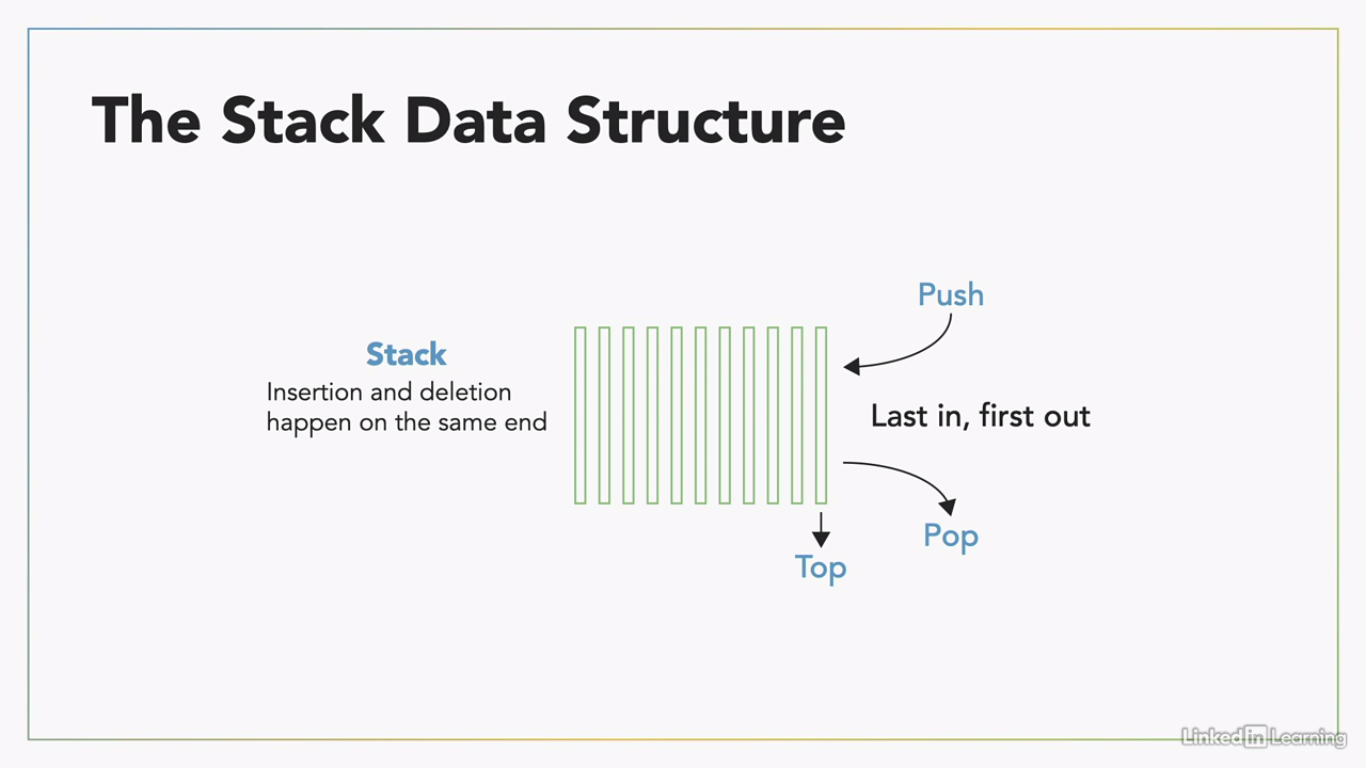 The Stack Data Structure
Push
Stack
Insertion and deletion
happen on the same end
Last in, first out
Pop
Top
Linked in Learning